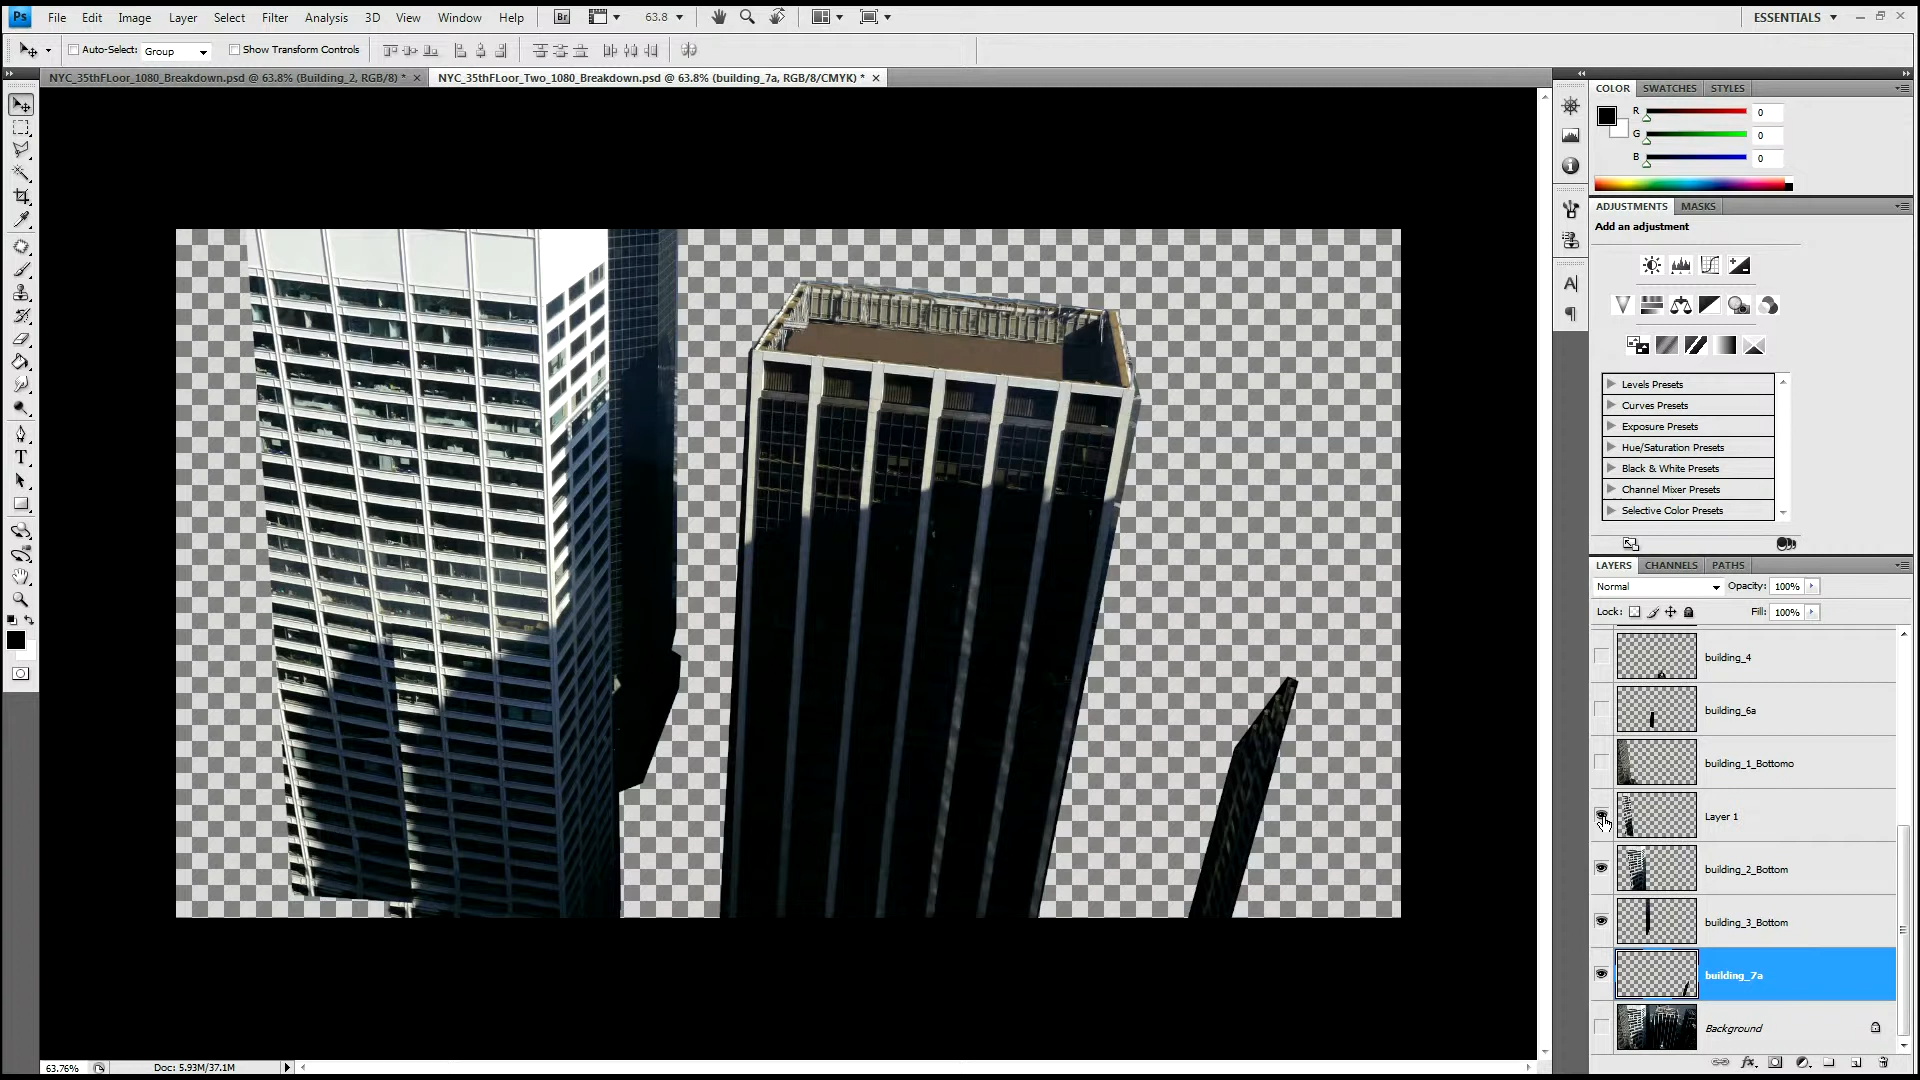 Ps File Edit Image Layer Select Filter Analysis 3D View Window Help Br 63.8 ESSENTIALS
Auto-Select: Group Show Transform Controls
NYC_35thFLoor_1080_Breakdown.psd @ 63.8% (Building_2, RGB/8) * NYC_35thFLoor_Two_1080_Breakdown.psd @ 63.8% (building_7a, RGB/8/CMYK) *
COLOR SWATCHES STYLES
R 0
G 0
B 0
ADJUSTMENTS MASKS
Add an adjustment
Levels Presets
Curves Presets
Exposure Presets
Hue/Saturation Presets
Black & White Presets
Channel Mixer Presets
Selective Color Presets
LAYERS CHANNELS PATHS
Normal Opacity: 100%
Lock: Fill: 100%
building_4
building_6a
building_1_Bottomo
Layer 1
building_2_Bottom
building_3_Bottom
building_7a
Background
63.76% Doc: 5.93M/37.1M